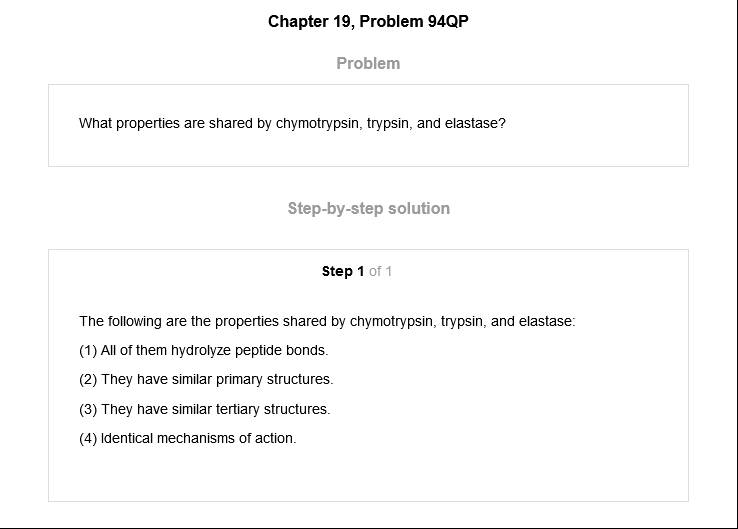 Chapter 19, Problem 94QP
Problem
What properties are shared by chymotrypsin, trypsin, and elastase?
Step-by-step solution
Step 1 of 1
The following are the properties shared by chymotrypsin, trypsin, and elastase:
(1) All of them hydrolyze peptide bonds.
(2) They have similar primary structures.
(3) They have similar tertiary structures.
(4) Identical mechanisms of action.